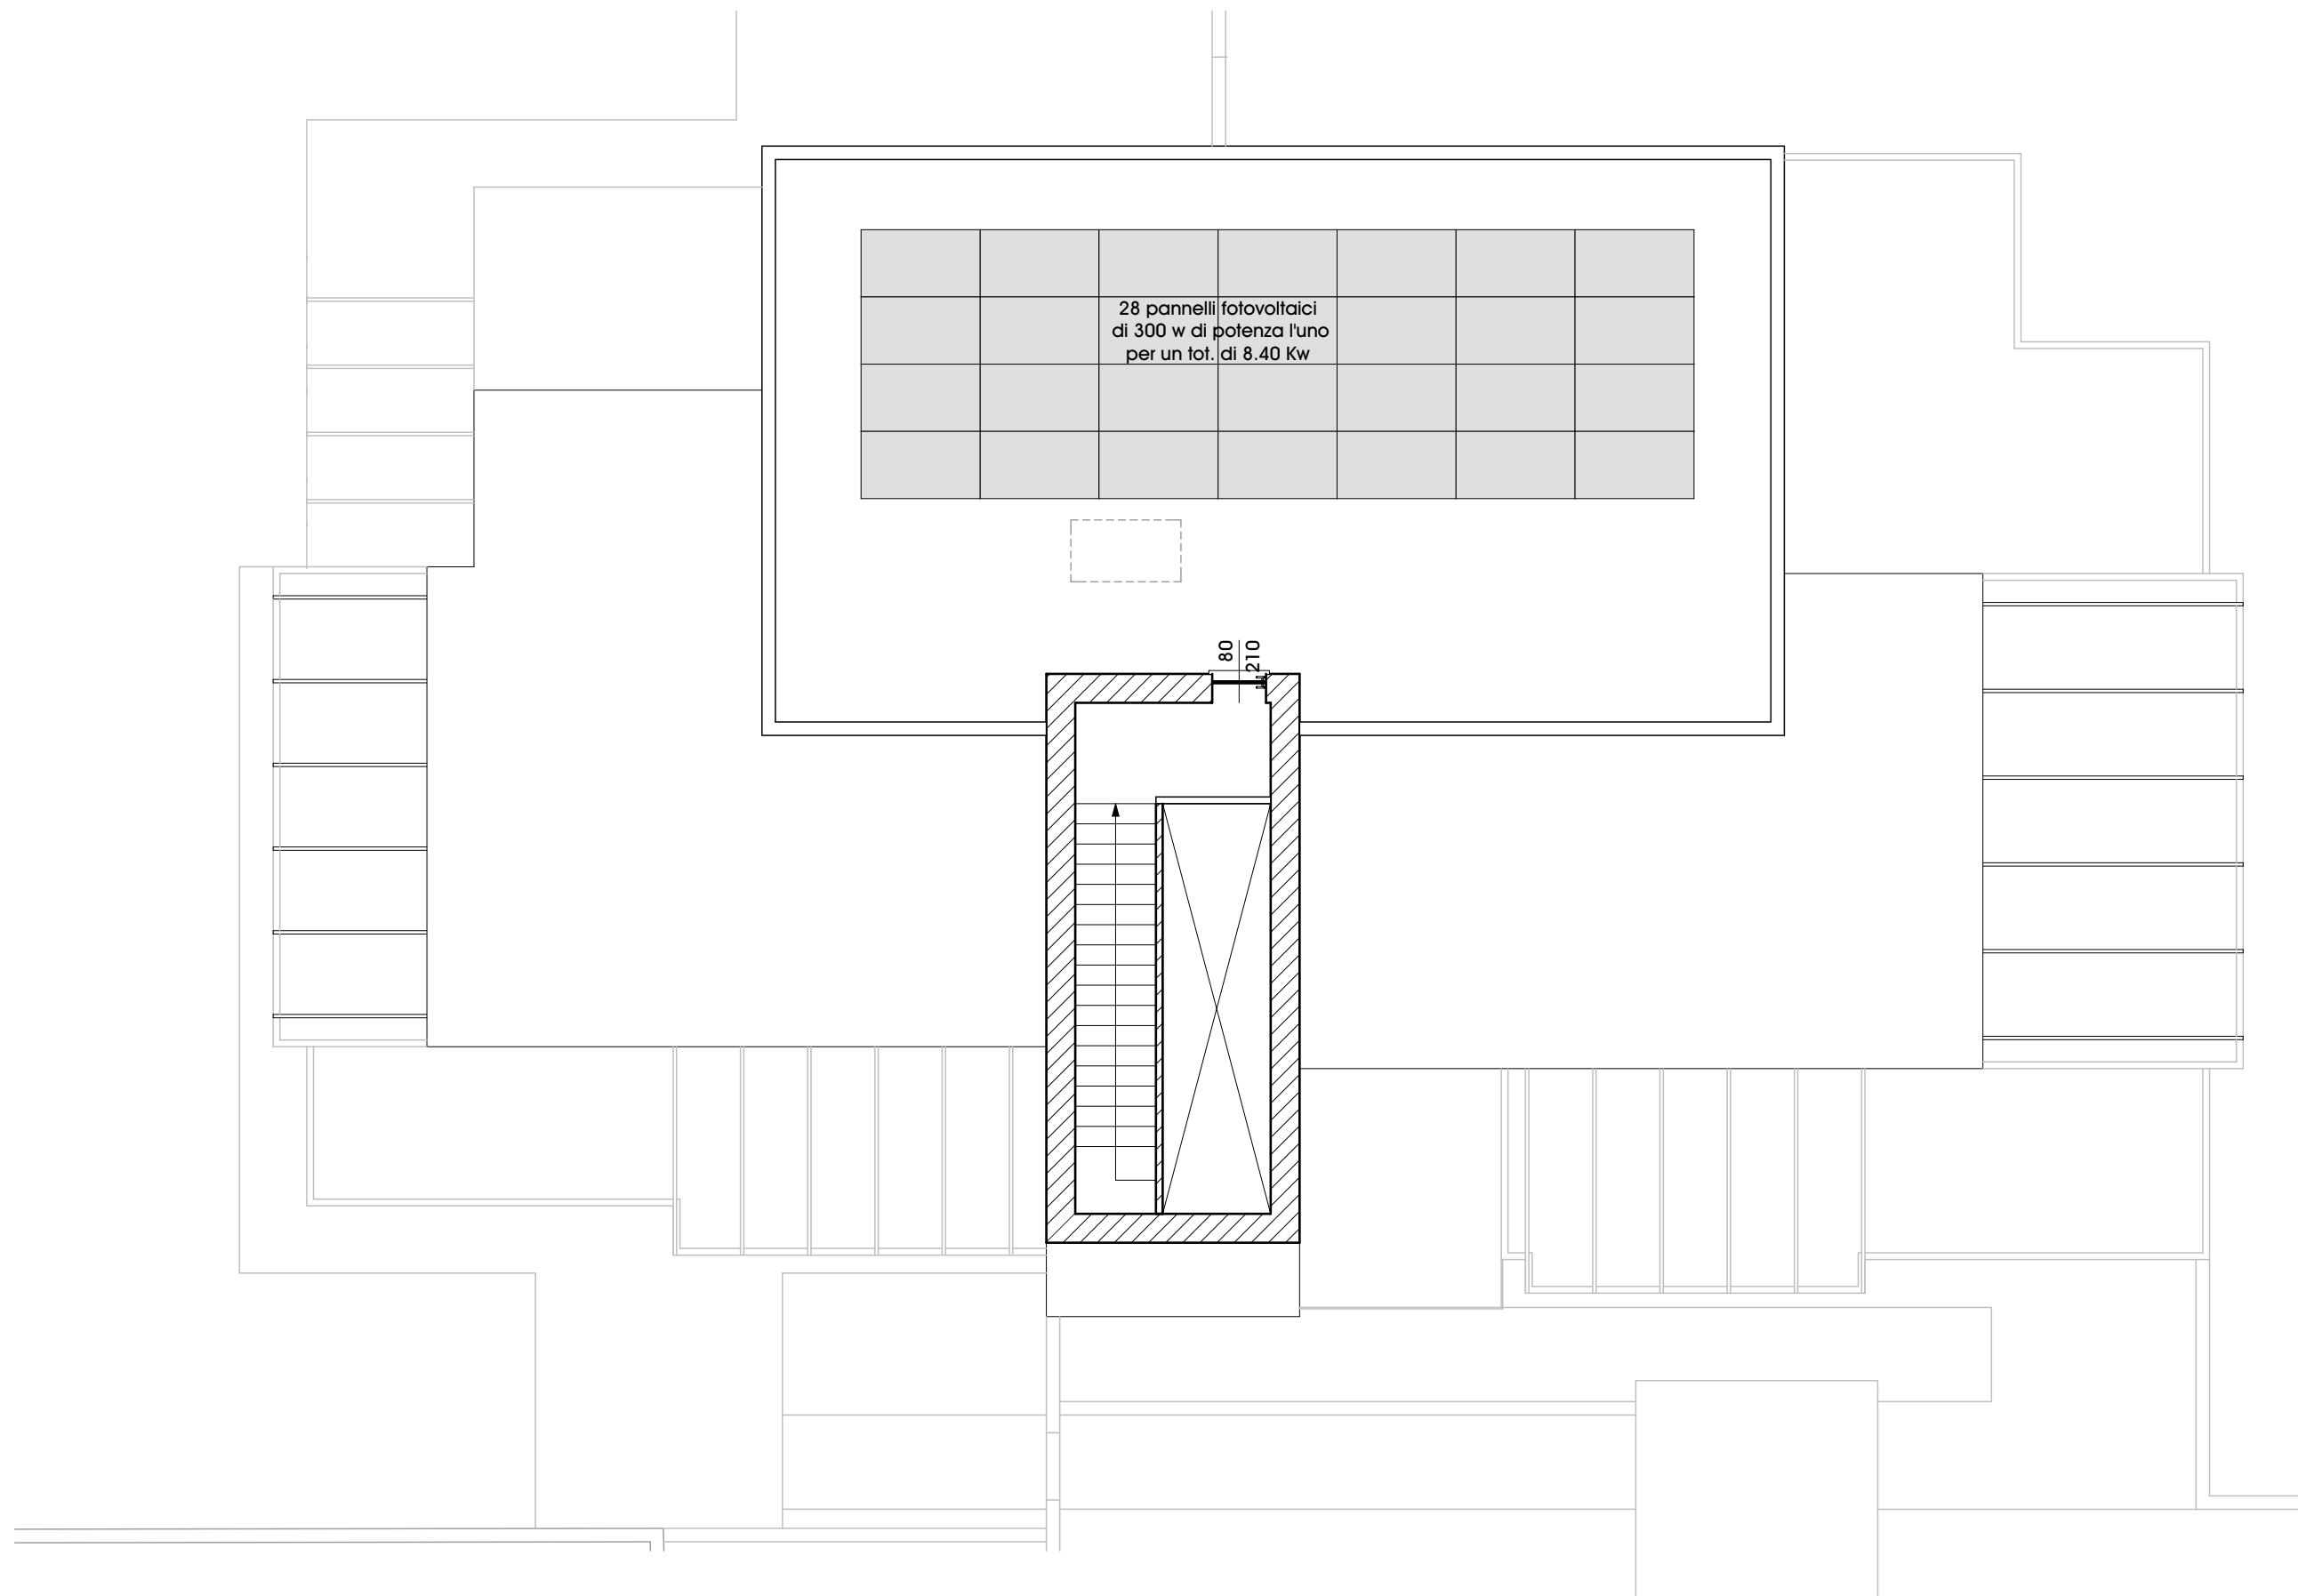 28 pannelli fotovoltaici
di 300 w di potenza l'uno
per un tot. di 8.40 Kw
80
210